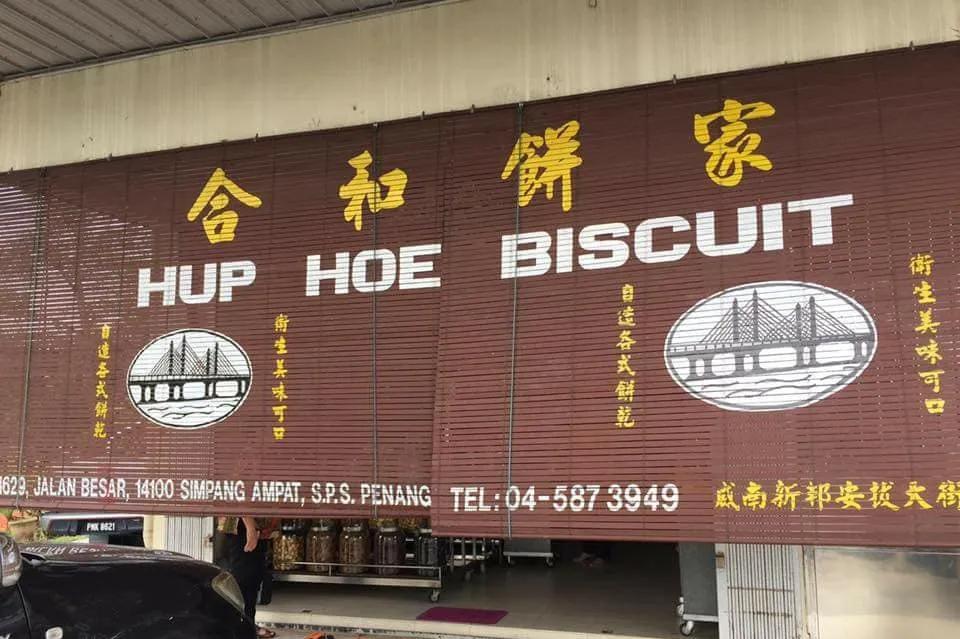 合和餅家
HUP HOE BISCUIT
自造各式餅乾
衛生美味可口
自造各式餅乾
衛生美味可口
1629, JALAN BESAR, 14100 SIMPANG AMPAT, S.P.S. PENANG
TEL: 04-587 3949
威南新邦安拔大街
PMK 8621